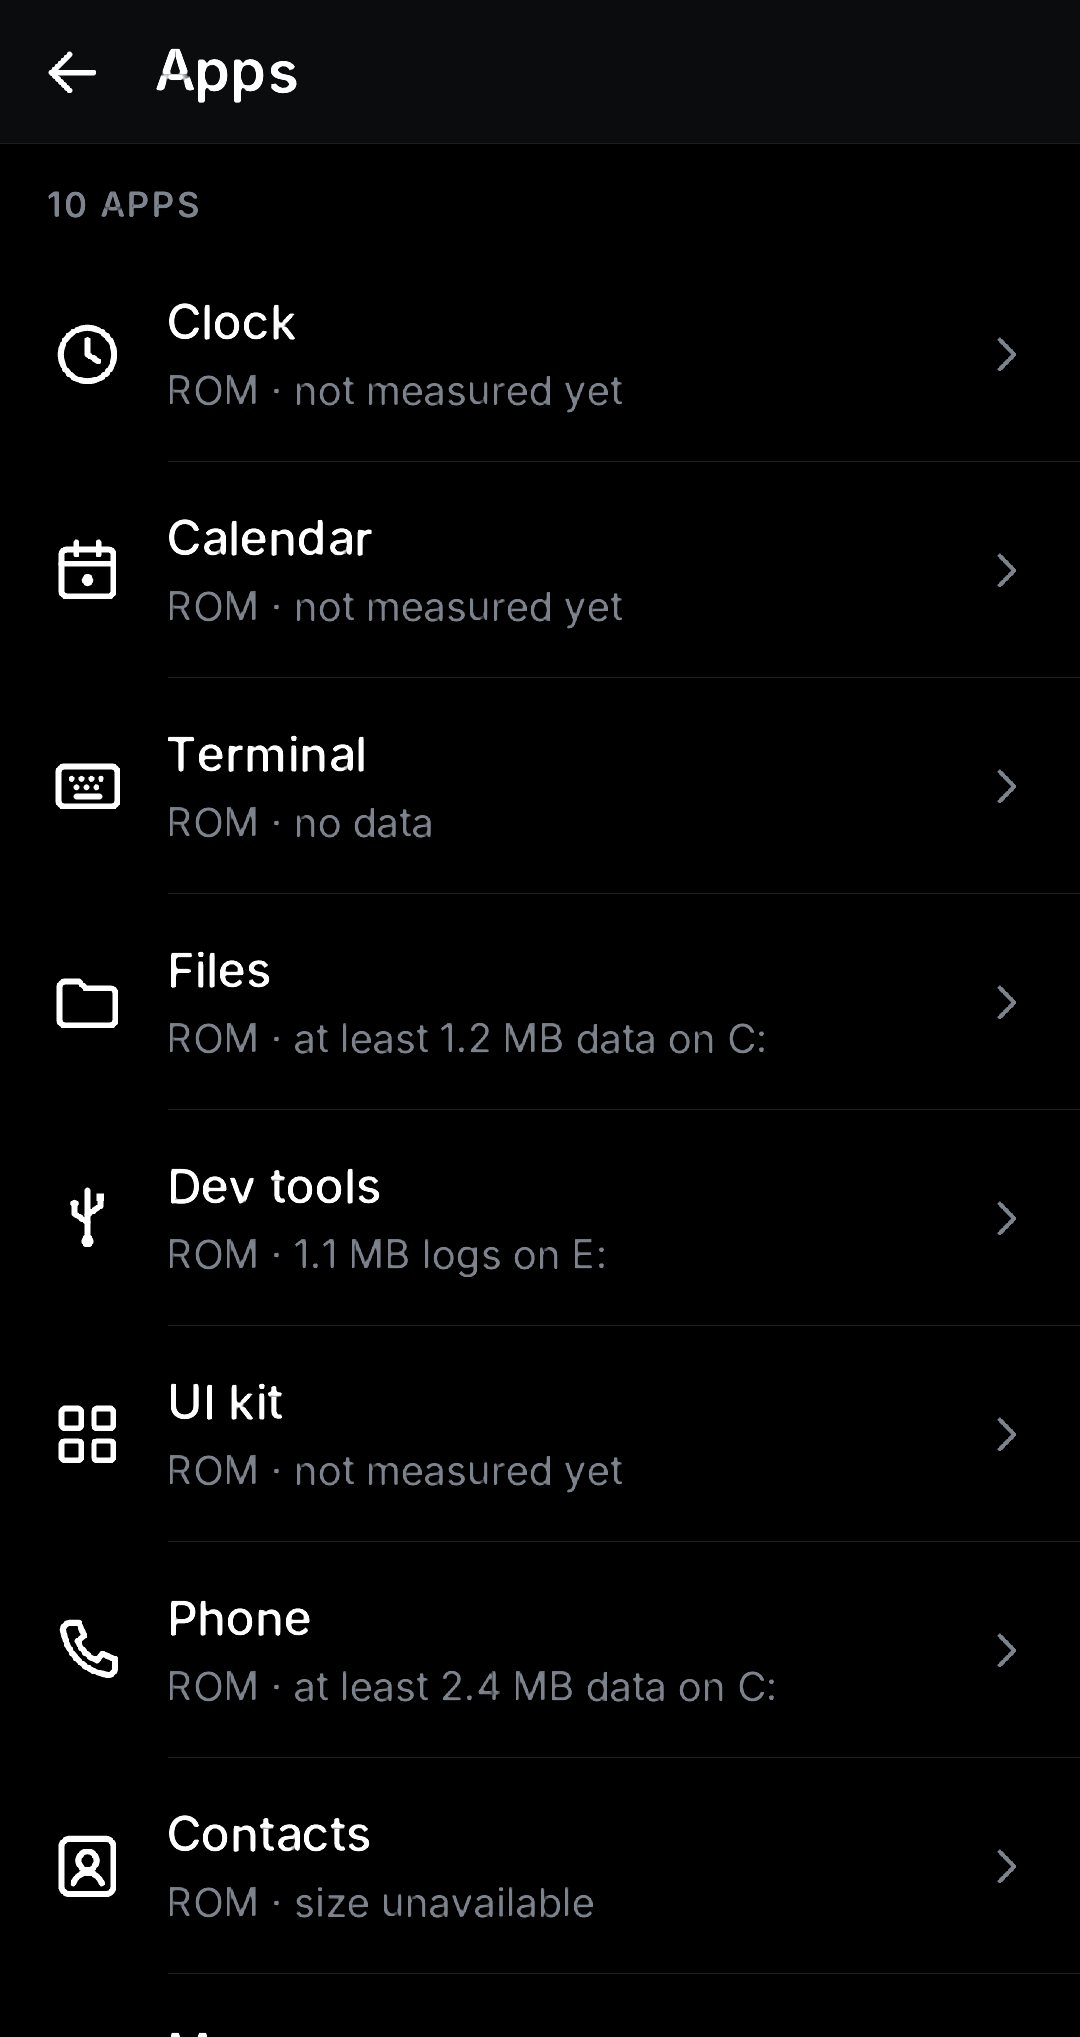 Apps
10 APPS
Clock
ROM · not measured yet
Calendar
ROM · not measured yet
Terminal
ROM · no data
Files
ROM · at least 1.2 MB data on C:
Dev tools
ROM · 1.1 MB logs on E:
UI kit
ROM · not measured yet
Phone
ROM · at least 2.4 MB data on C:
Contacts
ROM · size unavailable